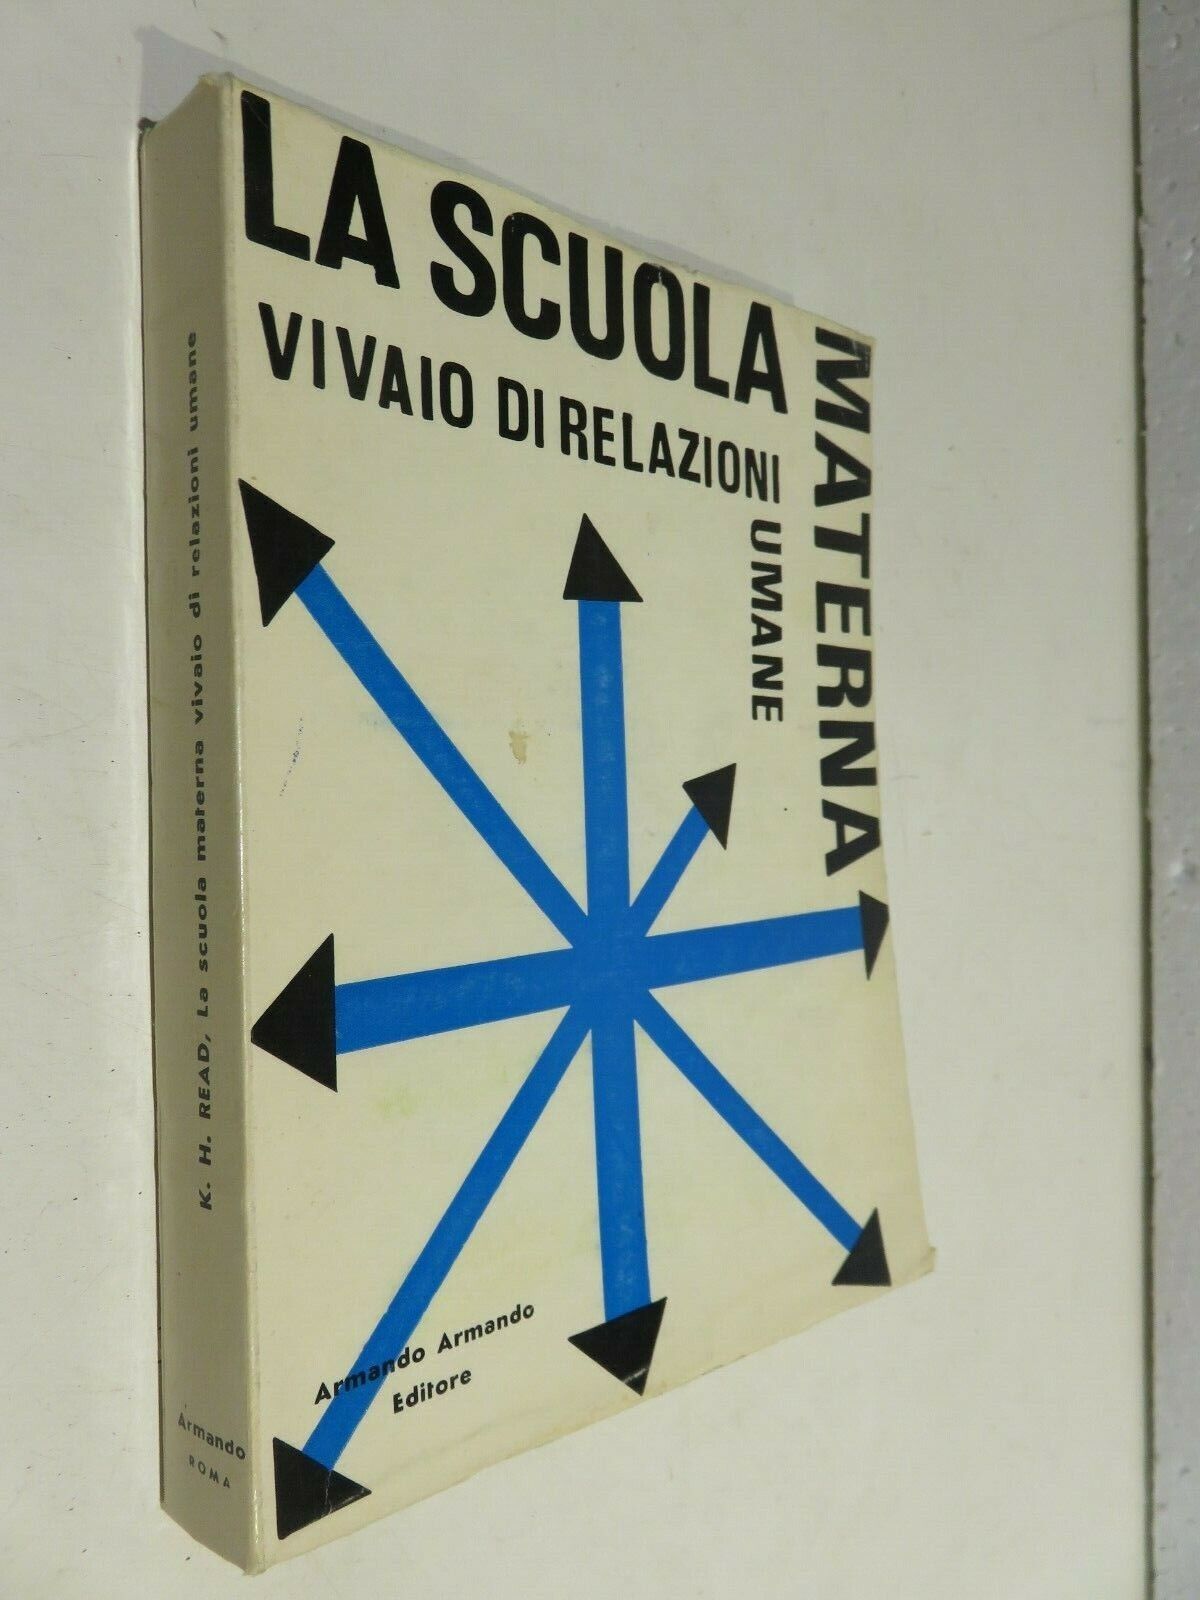 LA SCUOLA
MATERNA
VIVAIO DI RELAZIONI
UMANE
Armando Armando
Editore
K. H. READ, La scuola materna vivaio di relazioni umane
Armando
ROMA